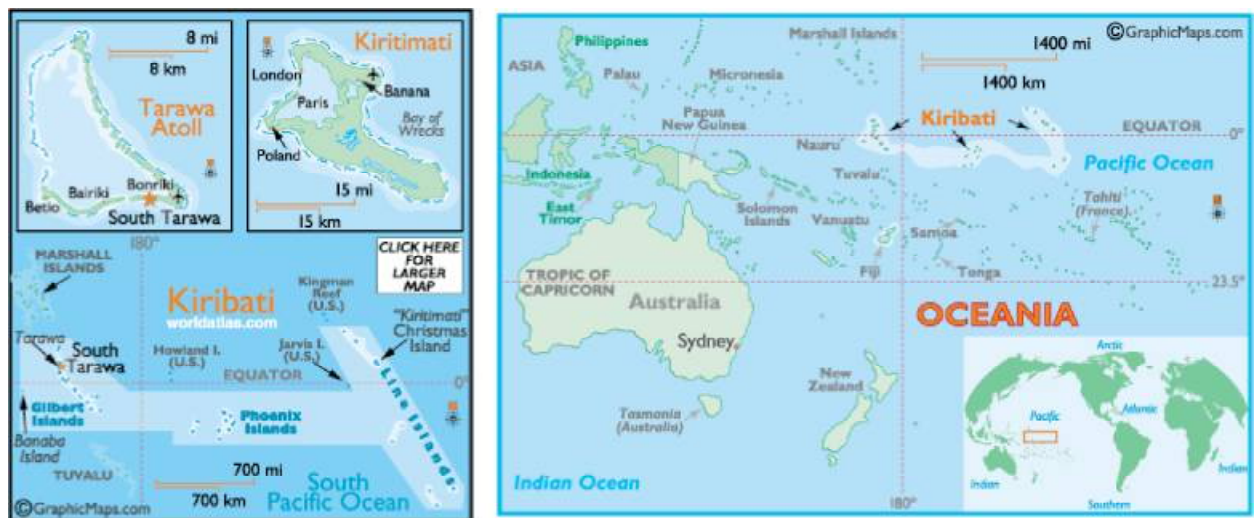 8 mi
8 km
Tarawa
Atoll
Bairiki
Bonriki
Betio
South Tarawa
Kiritimati
London
Paris
Banana
Bay of
Wrecks
Poland
15 mi
15 km
180°
CLICK HERE
FOR
LARGER
MAP
MARSHALL
ISLANDS
Kiribati
worldatlas.com
Kingman
Reef
(U.S.)
"Kiritimati"
Christmas
Island
Tarawa
South
Tarawa
Howland I.
(U.S.)
Jarvis I.
(U.S.)
EQUATOR
0°
Gilbert
Islands
Phoenix
Islands
Line Islands
Banaba
Island
TUVALU
700 mi
700 km
South
Pacific Ocean
©GraphicMaps.com
©GraphicMaps.com
Philippines
Marshall Islands
1400 mi
1400 km
ASIA
Palau
Micronesia
Papua
New Guinea
Kiribati
EQUATOR
0°
Nauru
Pacific Ocean
Indonesia
Tuvalu
East
Timor
Solomon
Islands
Vanuatu
Samoa
Tahiti
(France)
Fiji
Tonga
TROPIC OF
CAPRICORN
23.5°
Australia
OCEANIA
Sydney
New
Zealand
Tasmania
(Australia)
Indian Ocean
180°
Arctic
Pacific
Atlantic
Indian
Indian
Southern